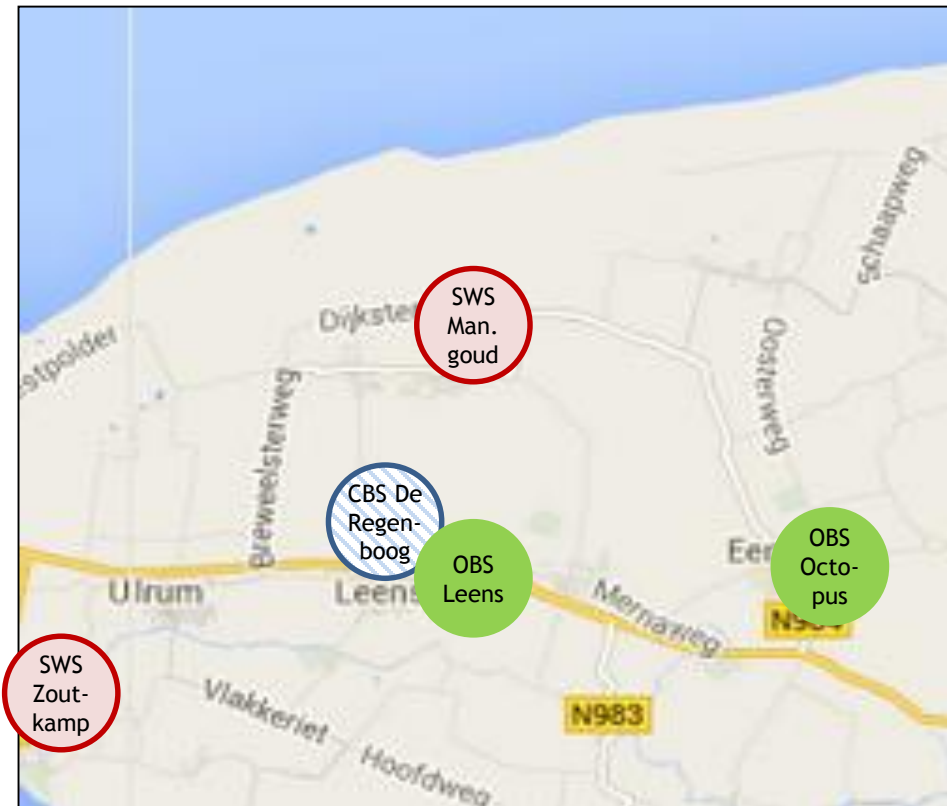 Schaapweg
SWS
Man.
goud
Dijkste
Oosterweg
stpolder
Breweelsterweg
CBS De
Regen-
boog
OBS
Leens
Leens
Ulrum
Eer
OBS
Octo-
pus
Mernaweg
SWS
Zout-
kamp
Vlakkeriet
N983
Hoofdweg